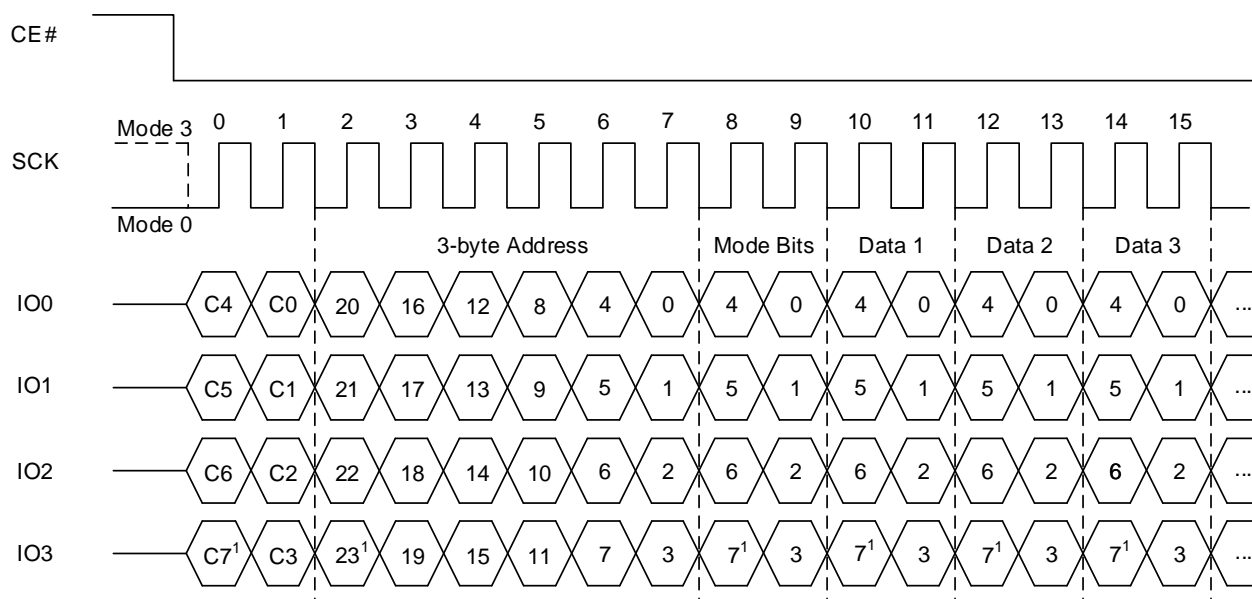 CE#
Mode 3 0 1 2 3 4 5 6 7 8 9 10 11 12 13 14 15
SCK
Mode 0
3-byte Address Mode Bits Data 1 Data 2 Data 3
IO0 C4 C0 20 16 12 8 4 0 4 0 4 0 4 0 4 0 ...
IO1 C5 C1 21 17 13 9 5 1 5 1 5 1 5 1 5 1 ...
IO2 C6 C2 22 18 14 10 6 2 6 2 6 2 6 2 6 2 ...
IO3 C7¹ C3 23¹ 19 15 11 7 3 7¹ 3 7¹ 3 7¹ 3 7¹ 3 ...